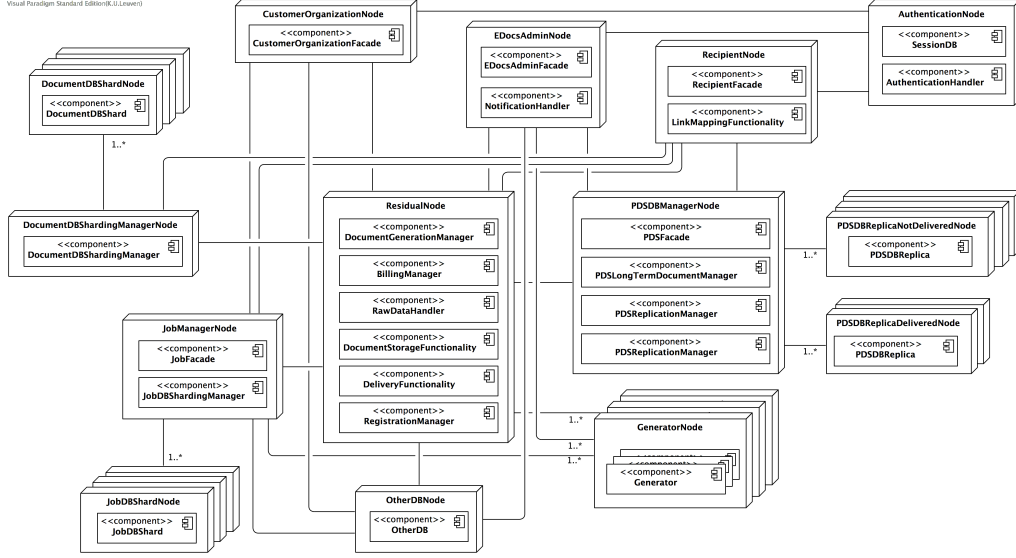 Visual Paradigm Standard Edition(K.U.Leuven)
CustomerOrganizationNode
<<component>>
CustomerOrganizationFacade
EDocsAdminNode
<<component>>
EDocsAdminFacade
<<component>>
NotificationHandler
AuthenticationNode
<<component>>
SessionDB
<<component>>
AuthenticationHandler
RecipientNode
<<component>>
RecipientFacade
<<component>>
LinkMappingFunctionality
DocumentDBShardNode
<<component>>
DocumentDBShard
1..*
DocumentDBShardingManagerNode
<<component>>
DocumentDBShardingManager
ResidualNode
<<component>>
DocumentGenerationManager
<<component>>
BillingManager
<<component>>
RawDataHandler
<<component>>
DocumentStorageFunctionality
<<component>>
DeliveryFunctionality
<<component>>
RegistrationManager
PDSDBManagerNode
<<component>>
PDSFacade
<<component>>
PDSLongTermDocumentManager
<<component>>
PDSReplicationManager
<<component>>
PDSReplicationManager
PDSDBReplicaNotDeliveredNode
<<component>>
PDSDBReplica
1..*
PDSDBReplicaDeliveredNode
<<component>>
PDSDBReplica
1..*
JobManagerNode
<<component>>
JobFacade
<<component>>
JobDBShardingManager
1..*
JobDBShardNode
<<component>>
JobDBShard
OtherDBNode
<<component>>
OtherDB
1..*
1..*
1..*
GeneratorNode
<<component>>
Generator